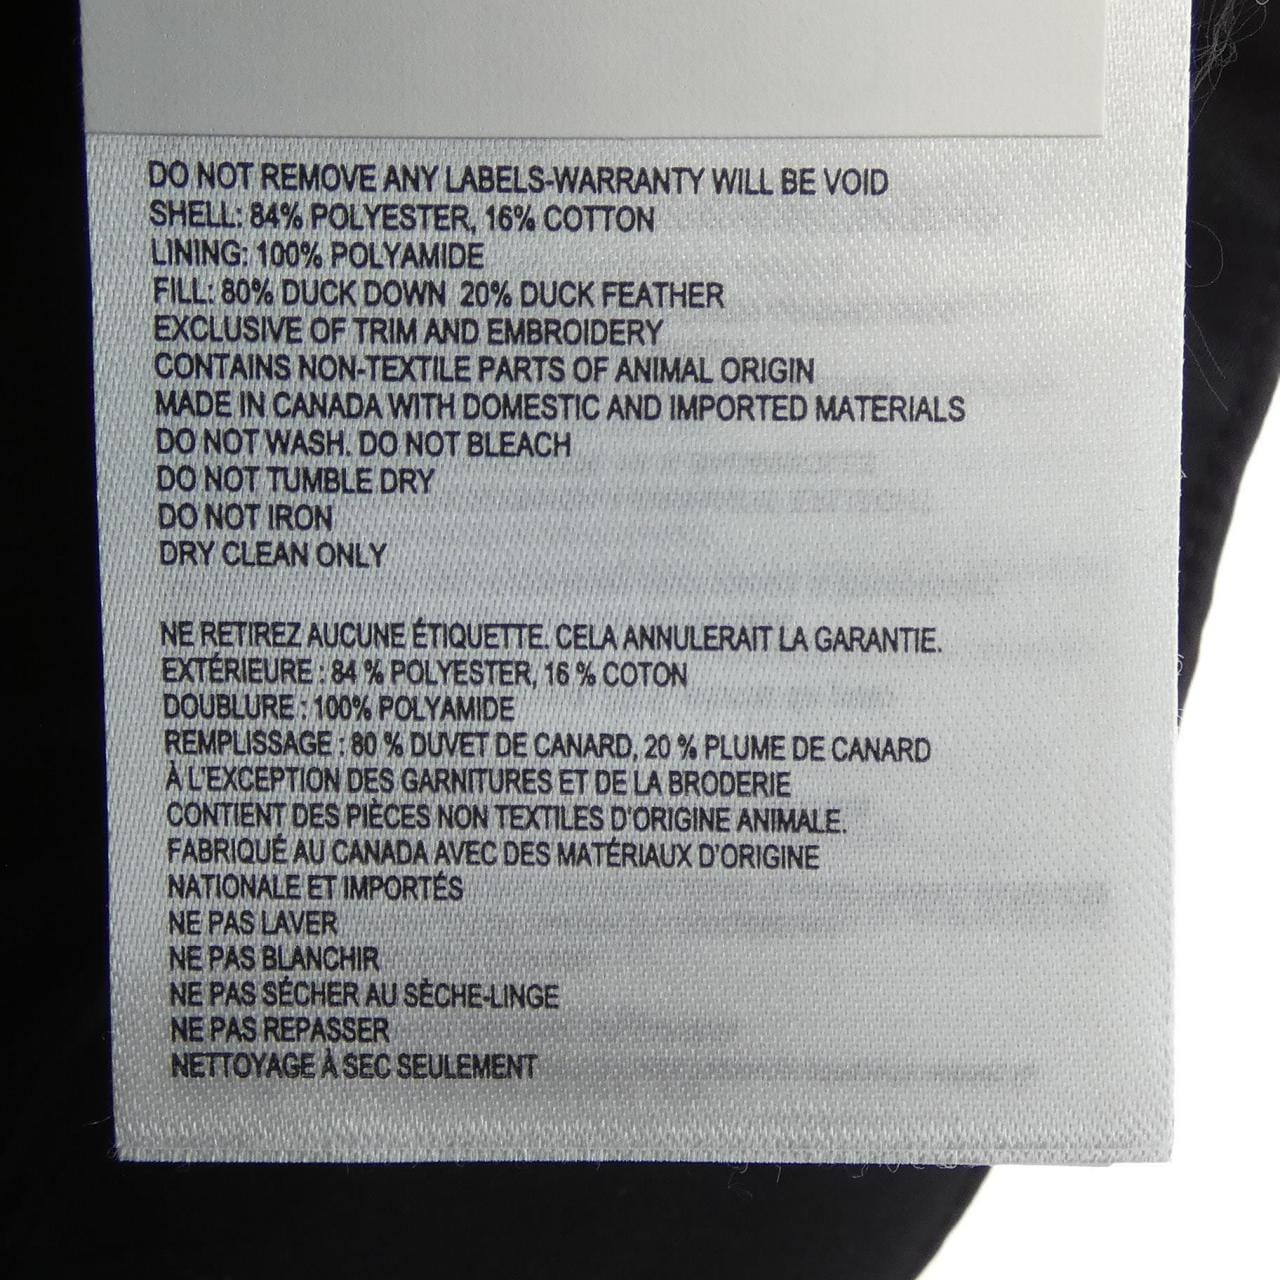 DO NOT REMOVE ANY LABELS-WARRANTY WILL BE VOID
SHELL: 84% POLYESTER, 16% COTTON
LINING: 100% POLYAMIDE
FILL: 80% DUCK DOWN 20% DUCK FEATHER
EXCLUSIVE OF TRIM AND EMBROIDERY
CONTAINS NON-TEXTILE PARTS OF ANIMAL ORIGIN
MADE IN CANADA WITH DOMESTIC AND IMPORTED MATERIALS
DO NOT WASH. DO NOT BLEACH
DO NOT TUMBLE DRY
DO NOT IRON
DRY CLEAN ONLY
NE RETIREZ AUCUNE ÉTIQUETTE. CELA ANNULERAIT LA GARANTIE.
EXTÉRIEURE : 84 % POLYESTER, 16 % COTON
DOUBLURE : 100% POLYAMIDE
REMPLISSAGE : 80 % DUVET DE CANARD, 20 % PLUME DE CANARD
À L'EXCEPTION DES GARNITURES ET DE LA BRODERIE
CONTIENT DES PIÈCES NON TEXTILES D'ORIGINE ANIMALE.
FABRIQUÉ AU CANADA AVEC DES MATÉRIAUX D'ORIGINE
NATIONALE ET IMPORTÉS
NE PAS LAVER
NE PAS BLANCHIR
NE PAS SÉCHER AU SÈCHE-LINGE
NE PAS REPASSER
NETTOYAGE À SEC SEULEMENT